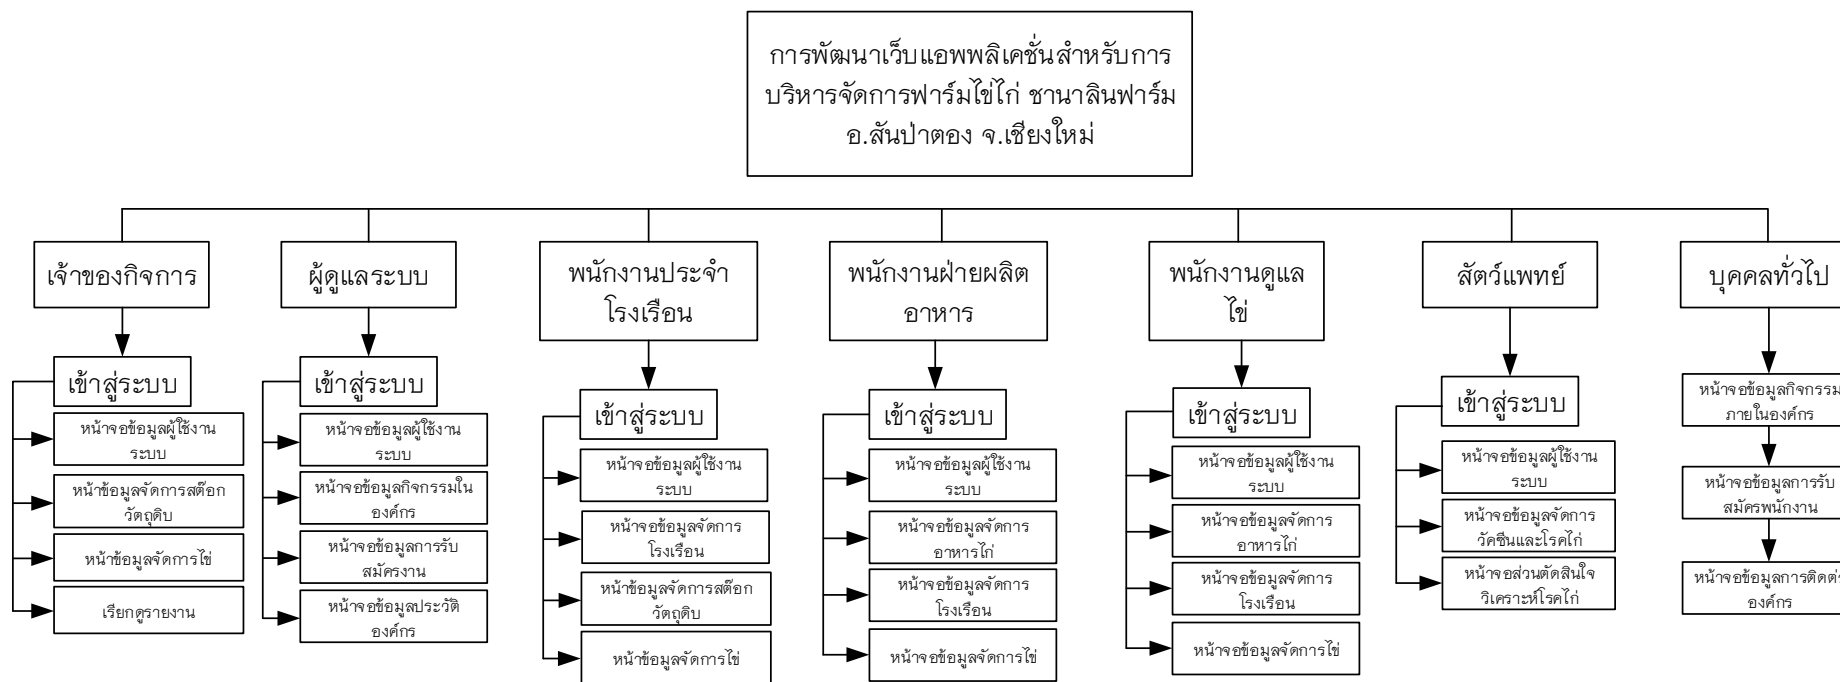 การพัฒนาเว็บแอพพลิเคชั่นสำหรับการ
บริหารจัดการฟาร์มไข่ไก่ ชานาลินฟาร์ม
อ.สันป่าตอง จ.เชียงใหม่
เจ้าของกิจการ
เข้าสู่ระบบ
หน้าจอข้อมูลผู้ใช้งาน
ระบบ
หน้าข้อมูลจัดการสต๊อก
วัตถุดิบ
หน้าข้อมูลจัดการไข่
เรียกดูรายงาน
ผู้ดูแลระบบ
เข้าสู่ระบบ
หน้าจอข้อมูลผู้ใช้งาน
ระบบ
หน้าจอข้อมูลกิจกรรมใน
องค์กร
หน้าจอข้อมูลการรับ
สมัครงาน
หน้าจอข้อมูลประวัติ
องค์กร
พนักงานประจำ
โรงเรือน
เข้าสู่ระบบ
หน้าจอข้อมูลผู้ใช้งาน
ระบบ
หน้าจอข้อมูลจัดการ
โรงเรือน
หน้าข้อมูลจัดการสต๊อก
วัตถุดิบ
หน้าข้อมูลจัดการไข่
พนักงานฝ่ายผลิต
อาหาร
เข้าสู่ระบบ
หน้าจอข้อมูลผู้ใช้งาน
ระบบ
หน้าจอข้อมูลจัดการ
อาหารไก่
หน้าจอข้อมูลจัดการ
โรงเรือน
หน้าจอข้อมูลจัดการไข่
พนักงานดูแล
ไข่
เข้าสู่ระบบ
หน้าจอข้อมูลผู้ใช้งาน
ระบบ
หน้าจอข้อมูลจัดการ
อาหารไก่
หน้าจอข้อมูลจัดการ
โรงเรือน
หน้าจอข้อมูลจัดการไข่
สัตว์แพทย์
เข้าสู่ระบบ
หน้าจอข้อมูลผู้ใช้งาน
ระบบ
หน้าจอข้อมูลจัดการ
วัคซีนและโรคไก่
หน้าจอส่วนตัดสินใจ
วิเคราะห์โรคไก่
บุคคลทั่วไป
หน้าจอข้อมูลกิจกรรม
ภายในองค์กร
หน้าจอข้อมูลการรับ
สมัครพนักงาน
หน้าจอข้อมูลการติดต่อ
องค์กร